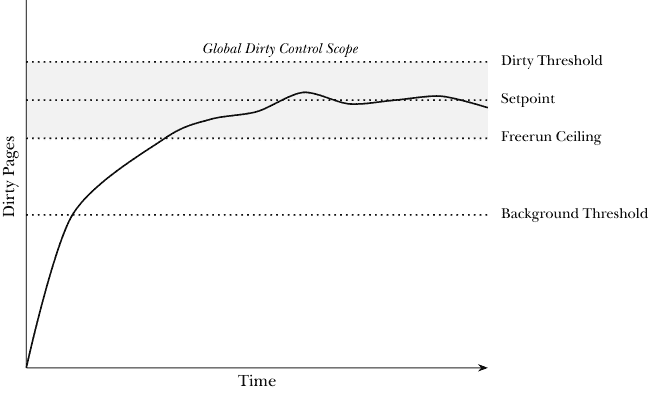 Global Dirty Control Scope
Dirty Threshold
Setpoint
Freerun Ceiling
Dirty Pages
Background Threshold
Time